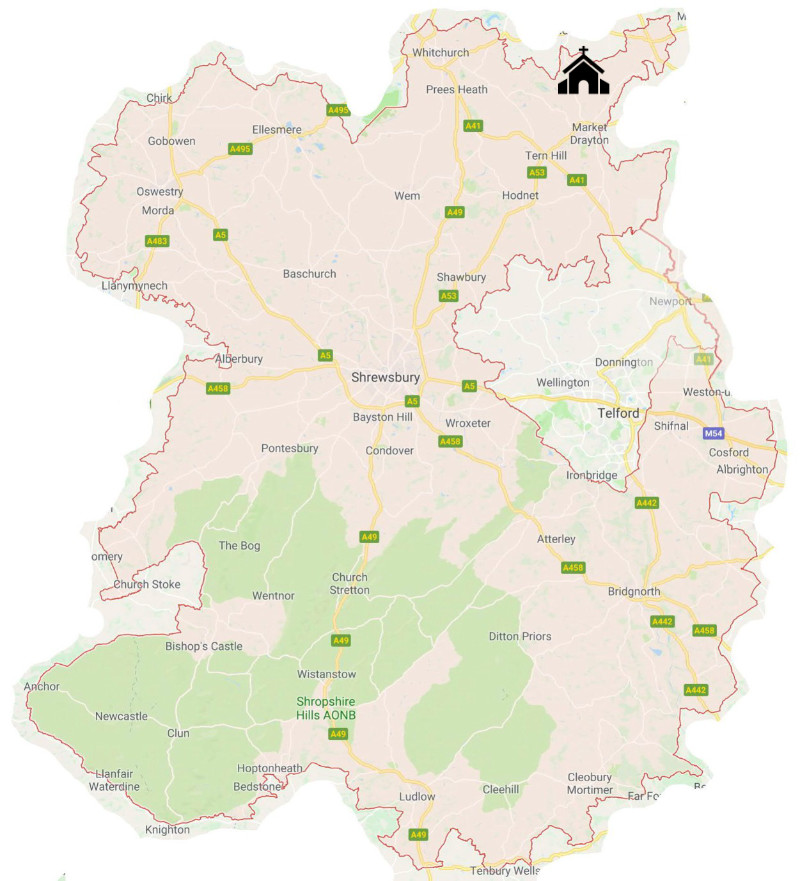 M
Whitchurch
Chirk
Prees Heath
A495
Ellesmere
A41
Market
Drayton
Gobowen
A495
Tern Hill
A53
A41
Oswestry
Wem
Hodnet
Morda
A49
A5
A483
Baschurch
Shawbury
Llanymynech
A53
Newport
A5
Alberbury
A41
Donnington
Shrewsbury
Wellington
A458
A5
Weston-u
A5
Telford
Bayston Hill
Wroxeter
Shifnal
M54
A458
Pontesbury
Condover
Cosford
Albrighton
Ironbridge
A442
A49
Atterley
The Bog
omery
A458
Church Stoke
Church
Stretton
Wentnor
Bridgnorth
A442
A458
Ditton Priors
A49
Bishop's Castle
Wistanstow
Anchor
A442
Shropshire
Hills AONB
Newcastle
Clun
A49
Hoptonheath
Llanfair
Waterdine
Bedstone
Cleobury
Mortimer
Cleehill
Ludlow
Far Fo
Knighton
A49
Tenbury Wells